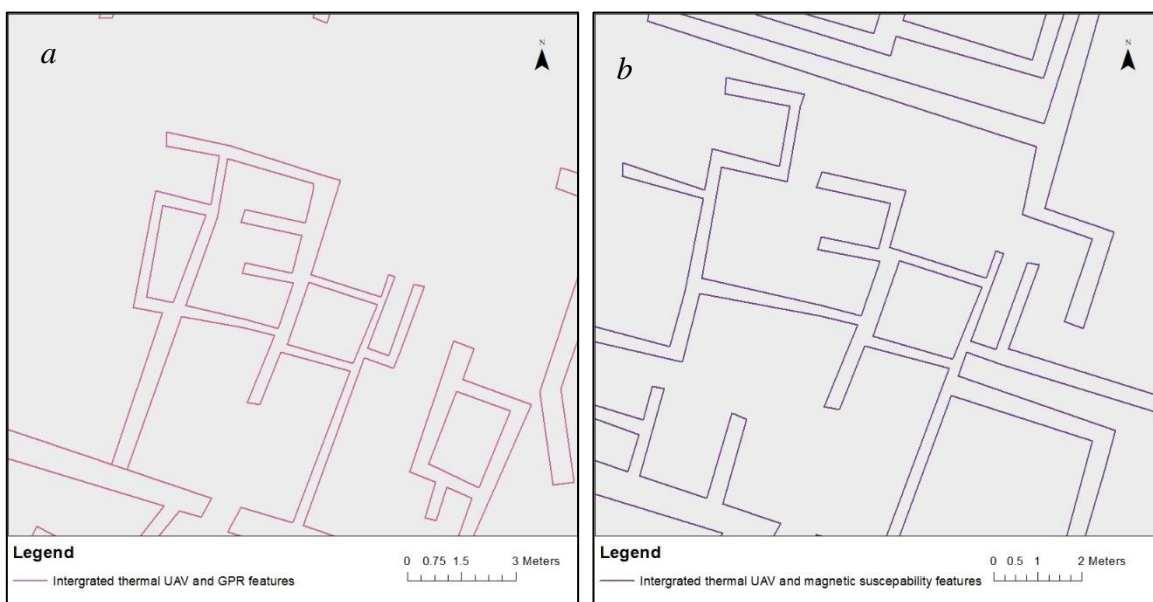 a
N
Legend
Intergrated thermal UAV and GPR features
0 0.75 1.5 3 Meters
b
N
Legend
Intergrated thermal UAV and magnetic suscepability features
0 0.5 1 2 Meters